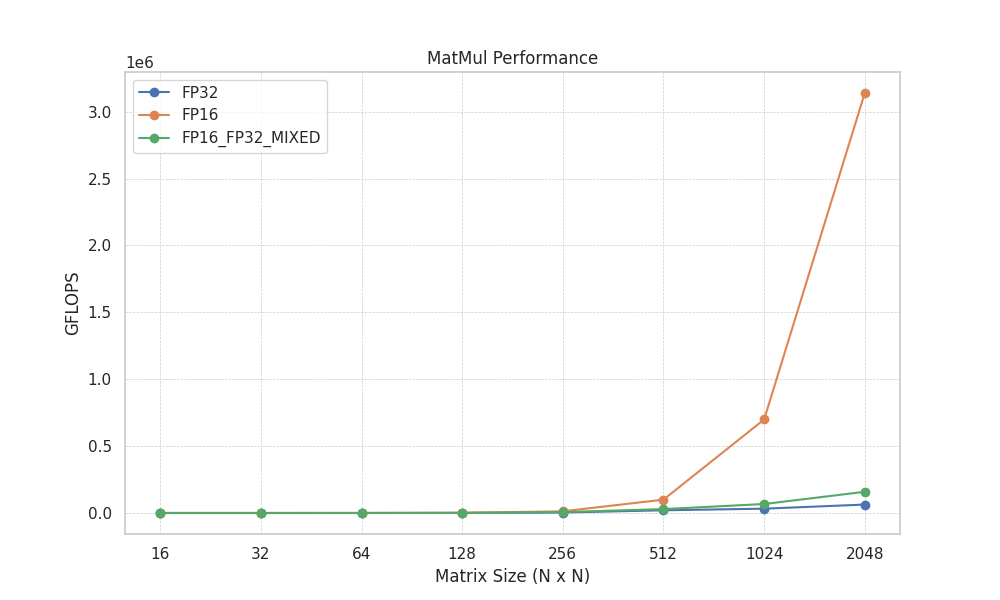 MatMul Performance
1e6
FP32
FP16
FP16_FP32_MIXED
3.0
2.5
2.0
1.5
1.0
0.5
0.0
GFLOPS
16 32 64 128 256 512 1024 2048
Matrix Size (N x N)